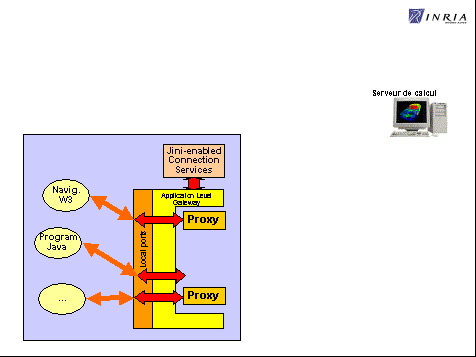 INRIA
Serveur de calcul
Jini-enabled
Connection
Services
Navig.
W3
Application Level
Gateway
Proxy
Program
Java
Local ports
...
Proxy